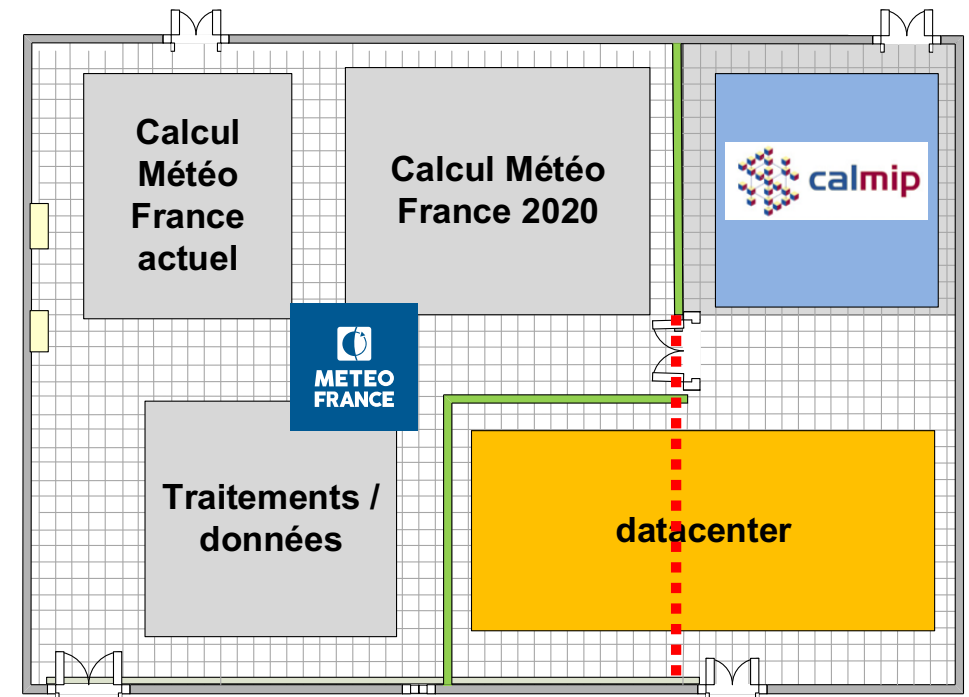 Calcul
Météo
France
actuel
Calcul Météo
France 2020
calmip
METEO
FRANCE
Traitements /
données
datacenter